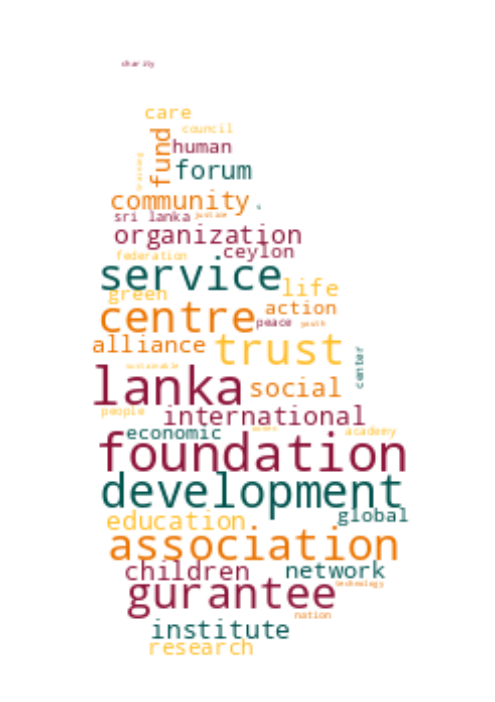 charity
care
council
fund
human
training
forum
community
sri lanka justice
organization
ceylon
federation
service
life
green
centre action
peace youth
alliance trust
center
sustainable
lanka social
people international
economic academy
foundation
development
education global
association
children network
technology
gurantee
nation
institute
research